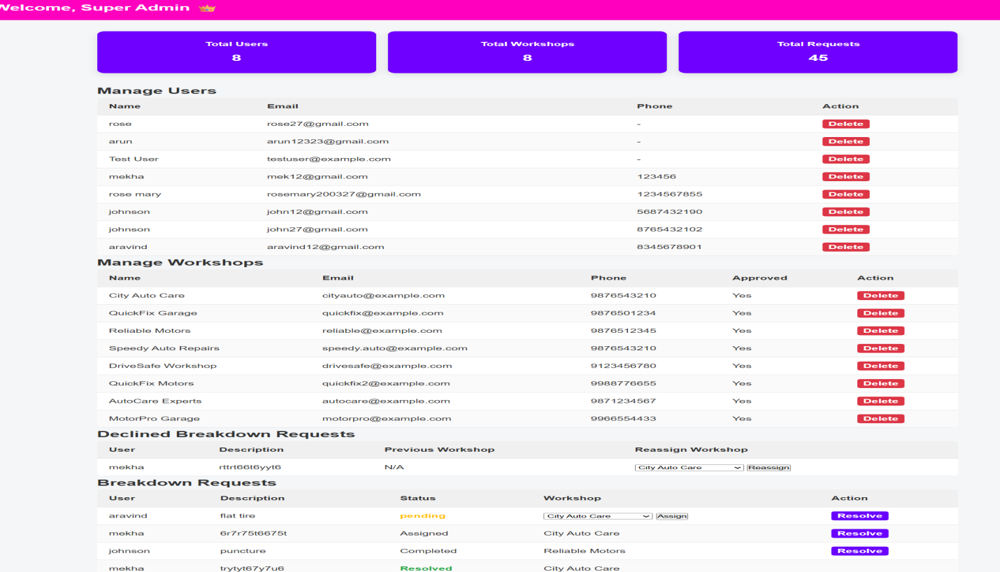 Welcome, Super Admin 👑
Total Users
8
Total Workshops
8
Total Requests
45
Manage Users
Name Email Phone Action
rose rose27@gmail.com - Delete
arun arun12323@gmail.com - Delete
Test User testuser@example.com - Delete
mekha mek12@gmail.com 123456 Delete
rose mary rosemary200327@gmail.com 1234567855 Delete
johnson john12@gmail.com 5687432190 Delete
johnson john27@gmail.com 8765432102 Delete
aravind aravind12@gmail.com 8345678901 Delete
Manage Workshops
Name Email Phone Approved Action
City Auto Care cityauto@example.com 9876543210 Yes Delete
QuickFix Garage quickfix@example.com 9876501234 Yes Delete
Reliable Motors reliable@example.com 9876512345 Yes Delete
Speedy Auto Repairs speedy.auto@example.com 9876543210 Yes Delete
DriveSafe Workshop drivesafe@example.com 9123456780 Yes Delete
QuickFix Motors quickfix2@example.com 9988776655 Yes Delete
AutoCare Experts autocare@example.com 9871234567 Yes Delete
MotorPro Garage motorpro@example.com 9966554433 Yes Delete
Declined Breakdown Requests
User Description Previous Workshop Reassign Workshop
mekha rttrt66t6yyt6 N/A City Auto Care Reassign
Breakdown Requests
User Description Status Workshop Action
aravind flat tire pending City Auto Care Assign Resolve
mekha 6r7r75t6675t Assigned City Auto Care Resolve
johnson puncture Completed Reliable Motors Resolve
mekha trytyt67y7u6 Resolved City Auto Care